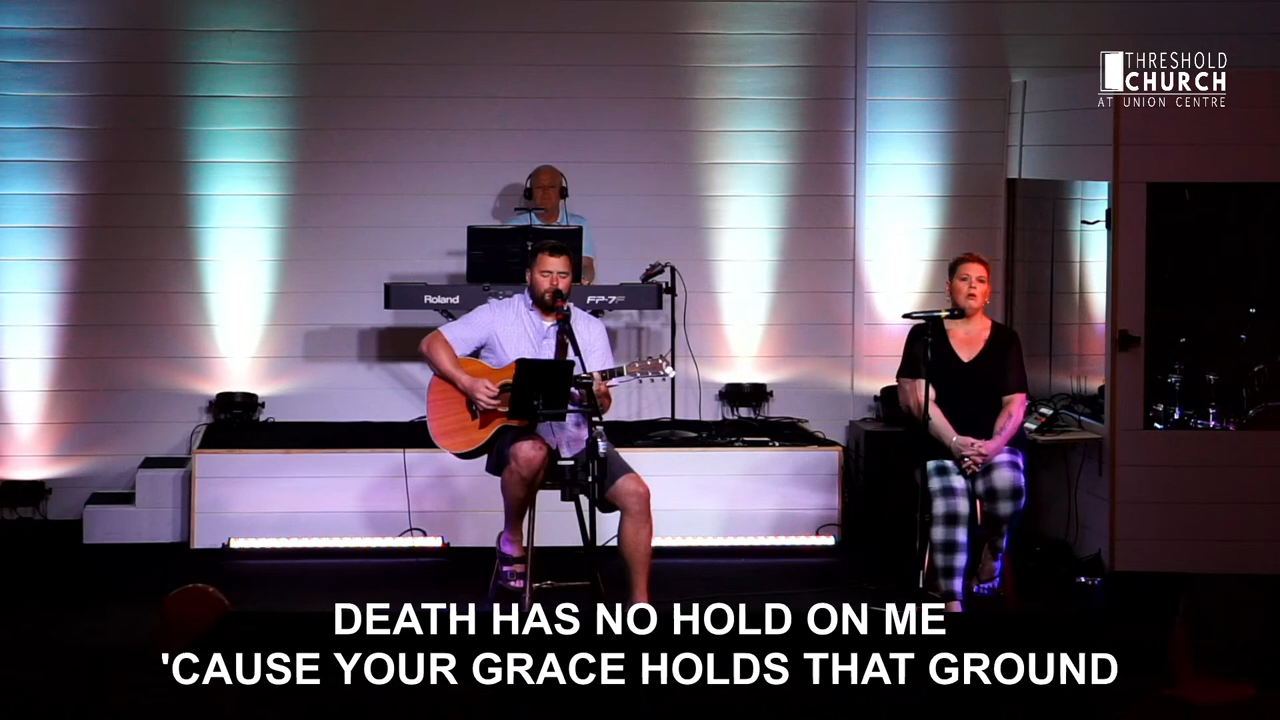 THRESHOLD
CHURCH
AT UNION CENTRE
Roland
FP-7F
DEATH HAS NO HOLD ON ME
'CAUSE YOUR GRACE HOLDS THAT GROUND